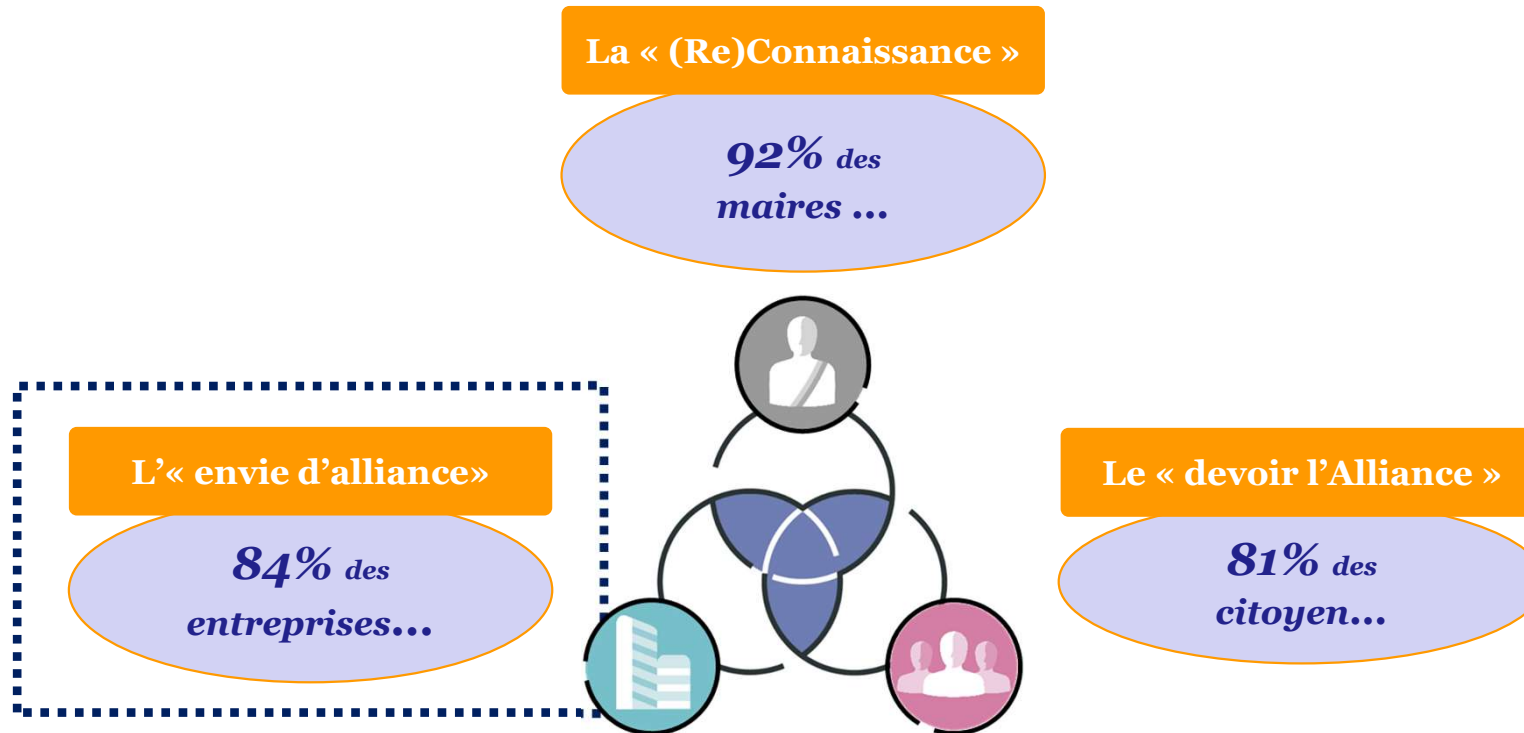 La « (Re)Connaissance »
92% des
maires ...
L’« envie d’alliance»
84% des
entreprises...
Le « devoir l’Alliance »
81% des
citoyen...